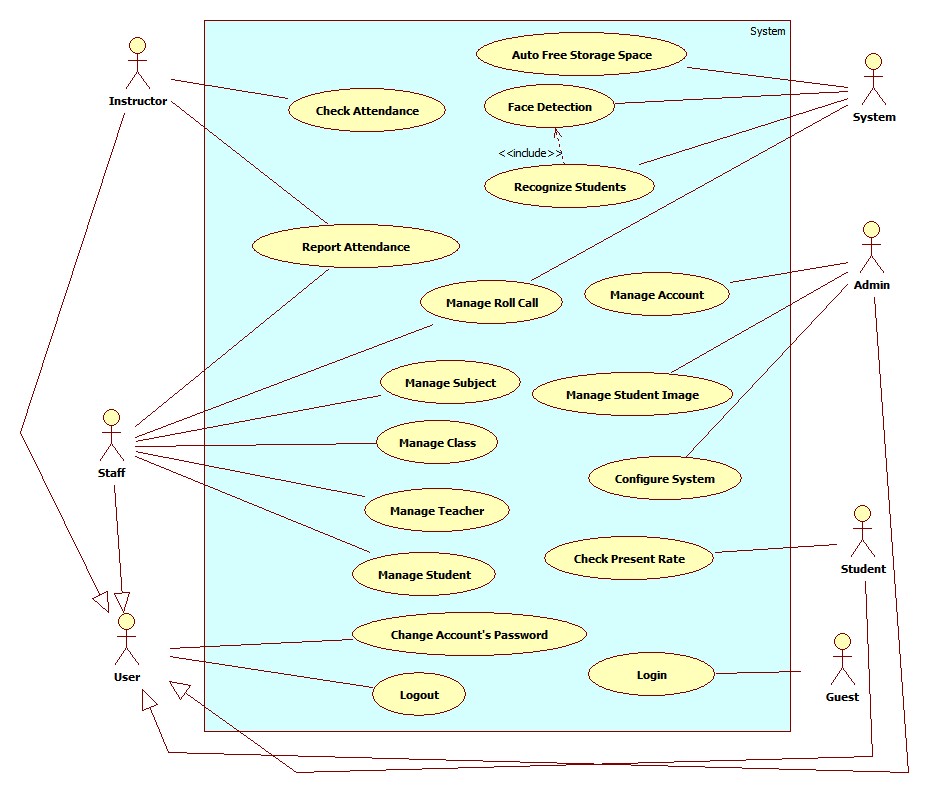 System
Auto Free Storage Space
Instructor
Face Detection
Check Attendance
System
<<include>>
Recognize Students
Report Attendance
Admin
Manage Account
Manage Roll Call
Manage Subject
Manage Student Image
Manage Class
Staff
Configure System
Manage Teacher
Check Present Rate
Student
Manage Student
Change Account's Password
User
Login
Logout
Guest